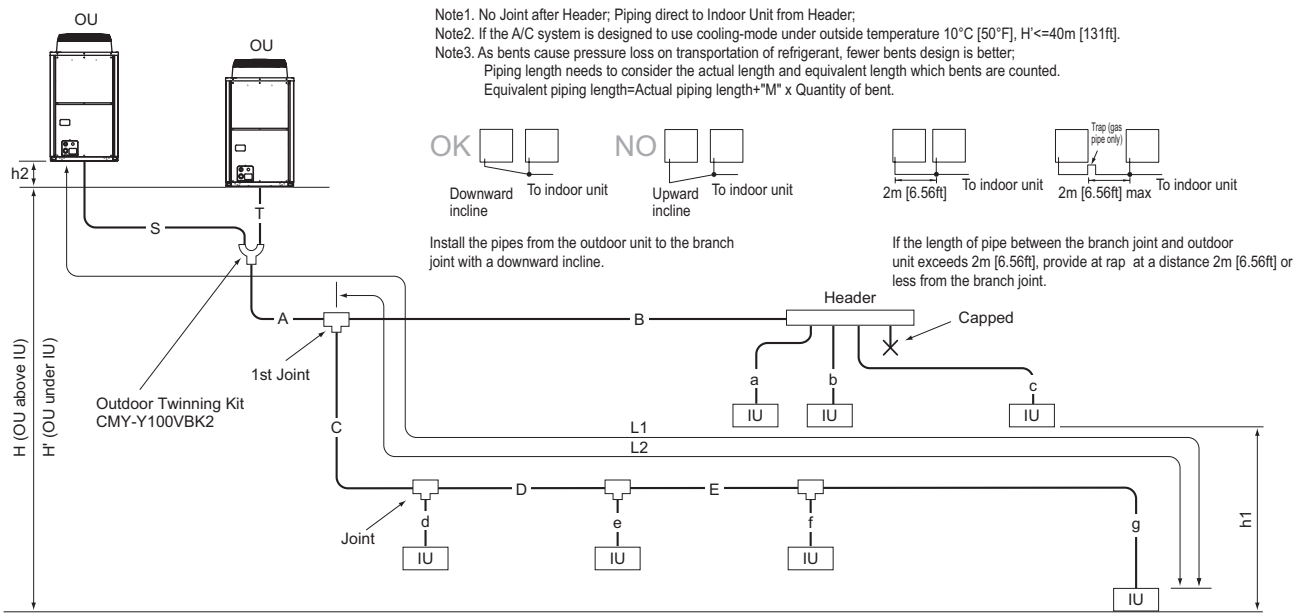 Note1. No Joint after Header; Piping direct to Indoor Unit from Header;
Note2. If the A/C system is designed to use cooling-mode under outside temperature 10°C [50°F], H'<=40m [131ft].
Note3. As bents cause pressure loss on transportation of refrigerant, fewer bents design is better;
Piping length needs to consider the actual length and equivalent length which bents are counted.
Equivalent piping length=Actual piping length+"M" x Quantity of bent.
OU
OU
OK
NO
Trap (gas
pipe only)
Downward
incline
To indoor unit
Upward
incline
To indoor unit
2m [6.56ft]
To indoor unit
2m [6.56ft] max
To indoor unit
Install the pipes from the outdoor unit to the branch
joint with a downward incline.
If the length of pipe between the branch joint and outdoor
unit exceeds 2m [6.56ft], provide at rap at a distance 2m [6.56ft] or
less from the branch joint.
h2
S
T
A
B
Header
Capped
1st Joint
Outdoor Twinning Kit
CMY-Y100VBK2
H (OU above IU)
H' (OU under IU)
a
b
c
IU
IU
IU
C
L1
L2
D
E
Joint
d
e
f
g
IU
IU
IU
IU
h1